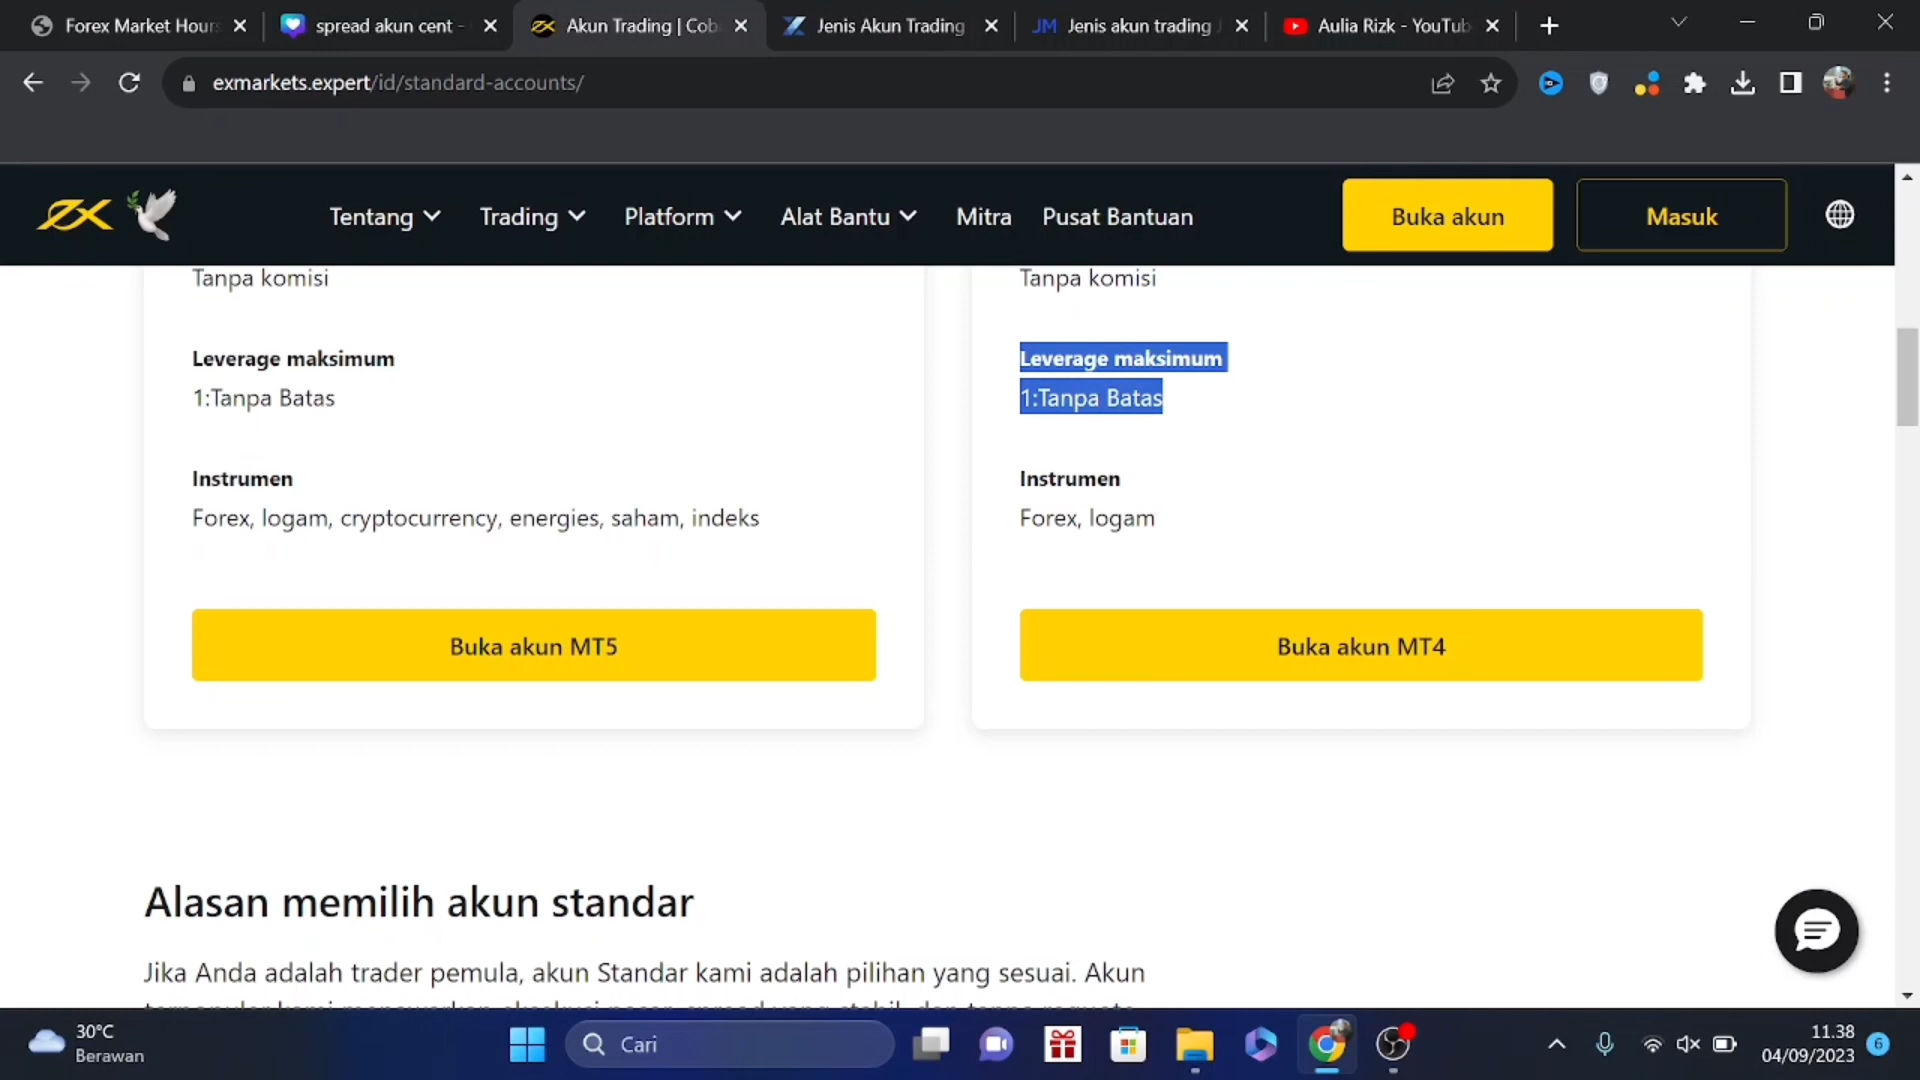 Forex Market Hours
spread akun cent -
Akun Trading | Cob
Jenis Akun Trading
JM
Jenis akun trading J
Aulia Rizk - YouTub
exmarkets.expert/id/standard-accounts/
Tentang
Trading
Platform
Alat Bantu
Mitra
Pusat Bantuan
Buka akun
Masuk
Tanpa komisi
Tanpa komisi
Leverage maksimum
1:Tanpa Batas
Leverage maksimum
1:Tanpa Batas
Instrumen
Forex, logam, cryptocurrency, energies, saham, indeks
Instrumen
Forex, logam
Buka akun MT5
Buka akun MT4
Alasan memilih akun standar
Jika Anda adalah trader pemula, akun Standar kami adalah pilihan yang sesuai. Akun
30°C
Berawan
Cari
11.38
04/09/2023
6